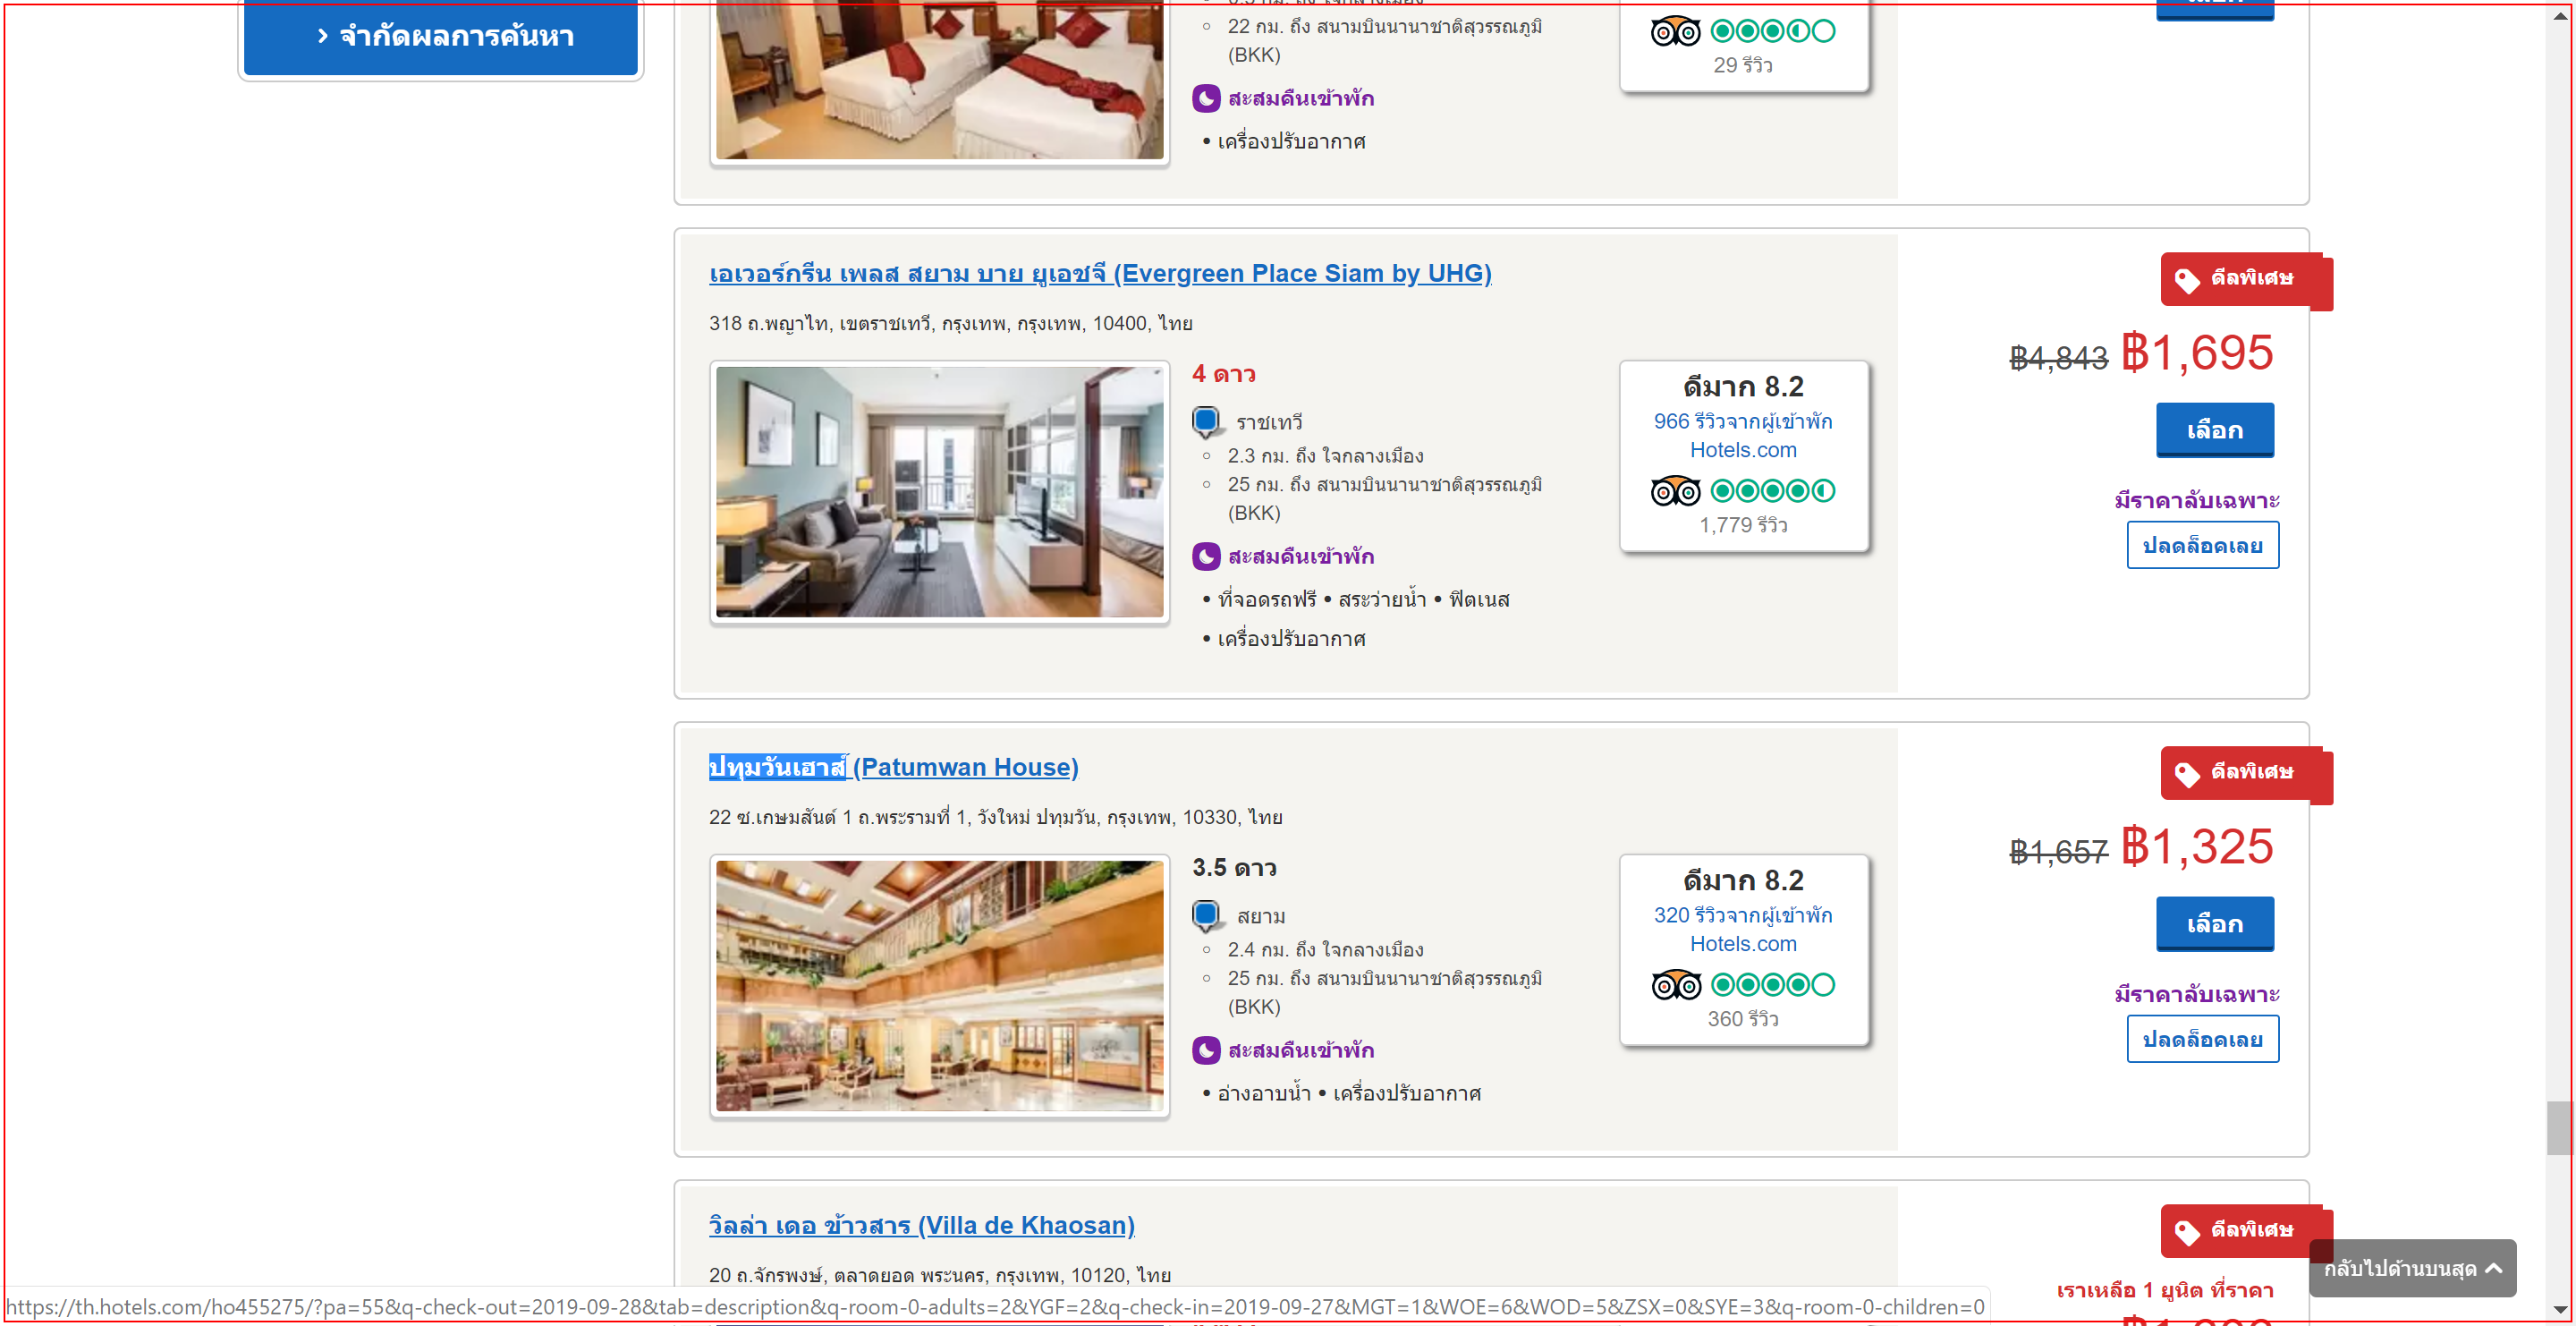 จำกัดผลการค้นหา
22 กม. ถึง สนามบินนานาชาติสุวรรณภูมิ
(BKK)
สะสมคืนเข้าพัก
• เครื่องปรับอากาศ
29 รีวิว
เอเวอร์กรีน เพลส สยาม บาย ยูเอชจี (Evergreen Place Siam by UHG)
318 ถ.พญาไท, เขตราชเทวี, กรุงเทพ, กรุงเทพ, 10400, ไทย
4 ดาว
ราชเทวี
2.3 กม. ถึง ใจกลางเมือง
25 กม. ถึง สนามบินนานาชาติสุวรรณภูมิ
(BKK)
สะสมคืนเข้าพัก
• ที่จอดรถฟรี • สระว่ายน้ำ • ฟิตเนส
• เครื่องปรับอากาศ
ดีมาก 8.2
966 รีวิวจากผู้เข้าพัก
Hotels.com
1,779 รีวิว
ดีลพิเศษ
฿4,843 ฿1,695
เลือก
มีราคาลับเฉพาะ
ปลดล็อคเลย
ปทุมวันเฮาส์ (Patumwan House)
22 ซ.เกษมสันต์ 1 ถ.พระรามที่ 1, วังใหม่ ปทุมวัน, กรุงเทพ, 10330, ไทย
3.5 ดาว
สยาม
2.4 กม. ถึง ใจกลางเมือง
25 กม. ถึง สนามบินนานาชาติสุวรรณภูมิ
(BKK)
สะสมคืนเข้าพัก
• อ่างอาบน้ำ • เครื่องปรับอากาศ
ดีมาก 8.2
320 รีวิวจากผู้เข้าพัก
Hotels.com
360 รีวิว
ดีลพิเศษ
฿1,657 ฿1,325
เลือก
มีราคาลับเฉพาะ
ปลดล็อคเลย
วิลล่า เดอ ข้าวสาร (Villa de Khaosan)
20 ถ.จักรพงษ์, ตลาดยอด พระนคร, กรุงเทพ, 10120, ไทย
ดีลพิเศษ
เราเหลือ 1 ยูนิต ที่ราคา
กลับไปด้านบนสุด
https://th.hotels.com/ho455275/?pa=55&q-check-out=2019-09-28&tab=description&q-room-0-adults=2&YGF=2&q-check-in=2019-09-27&MGT=1&WOE=6&WOD=5&ZSX=0&SYE=3&q-room-0-children=0